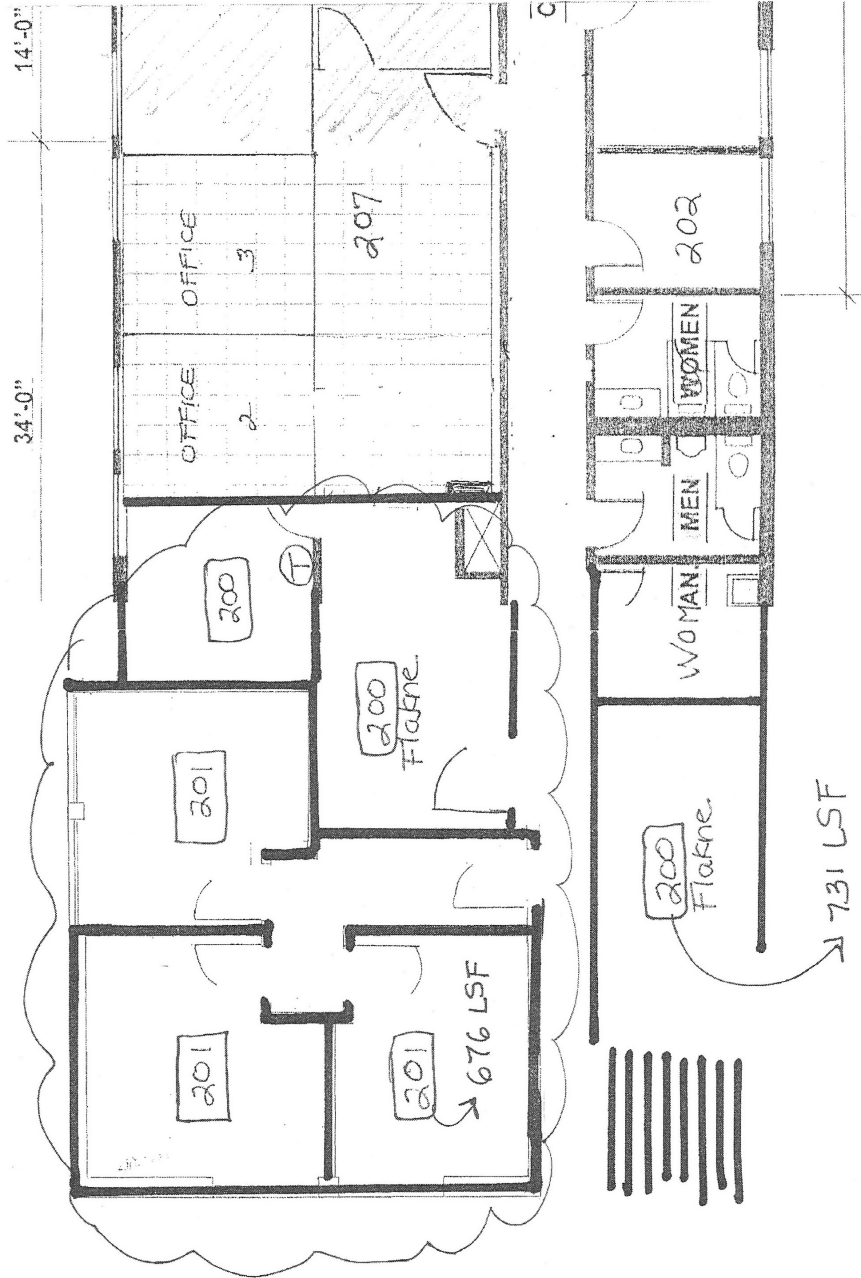 14'-0"
34'-0"
OFFICE
3
OFFICE
2
207
202
WOMEN
MEN
WOMAN.
200
200
Flakne.
201
201
201
676 LSF
200
Flakne.
731 LSF
T
C